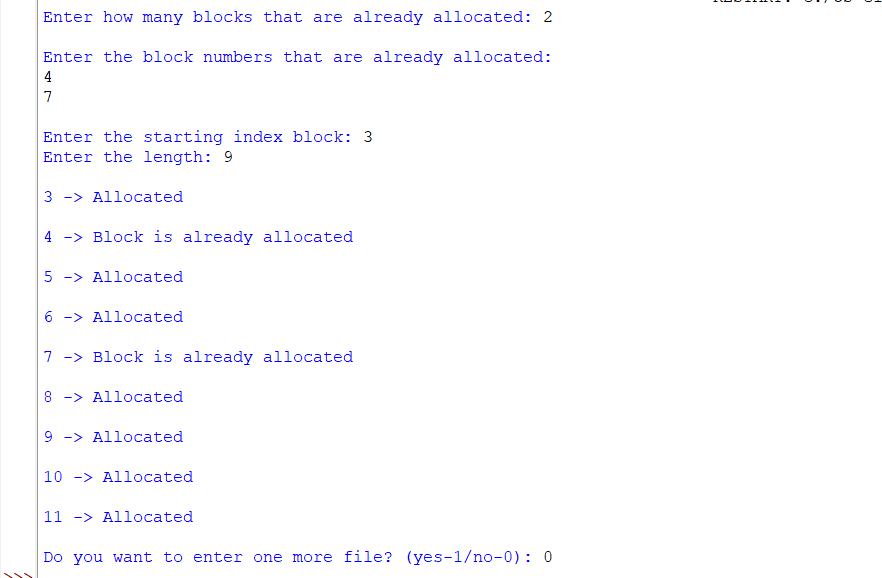 Enter how many blocks that are already allocated: 2
Enter the block numbers that are already allocated:
4
7
Enter the starting index block: 3
Enter the length: 9
3 -> Allocated
4 -> Block is already allocated
5 -> Allocated
6 -> Allocated
7 -> Block is already allocated
8 -> Allocated
9 -> Allocated
10 -> Allocated
11 -> Allocated
Do you want to enter one more file? (yes-1/no-0): 0
>>>